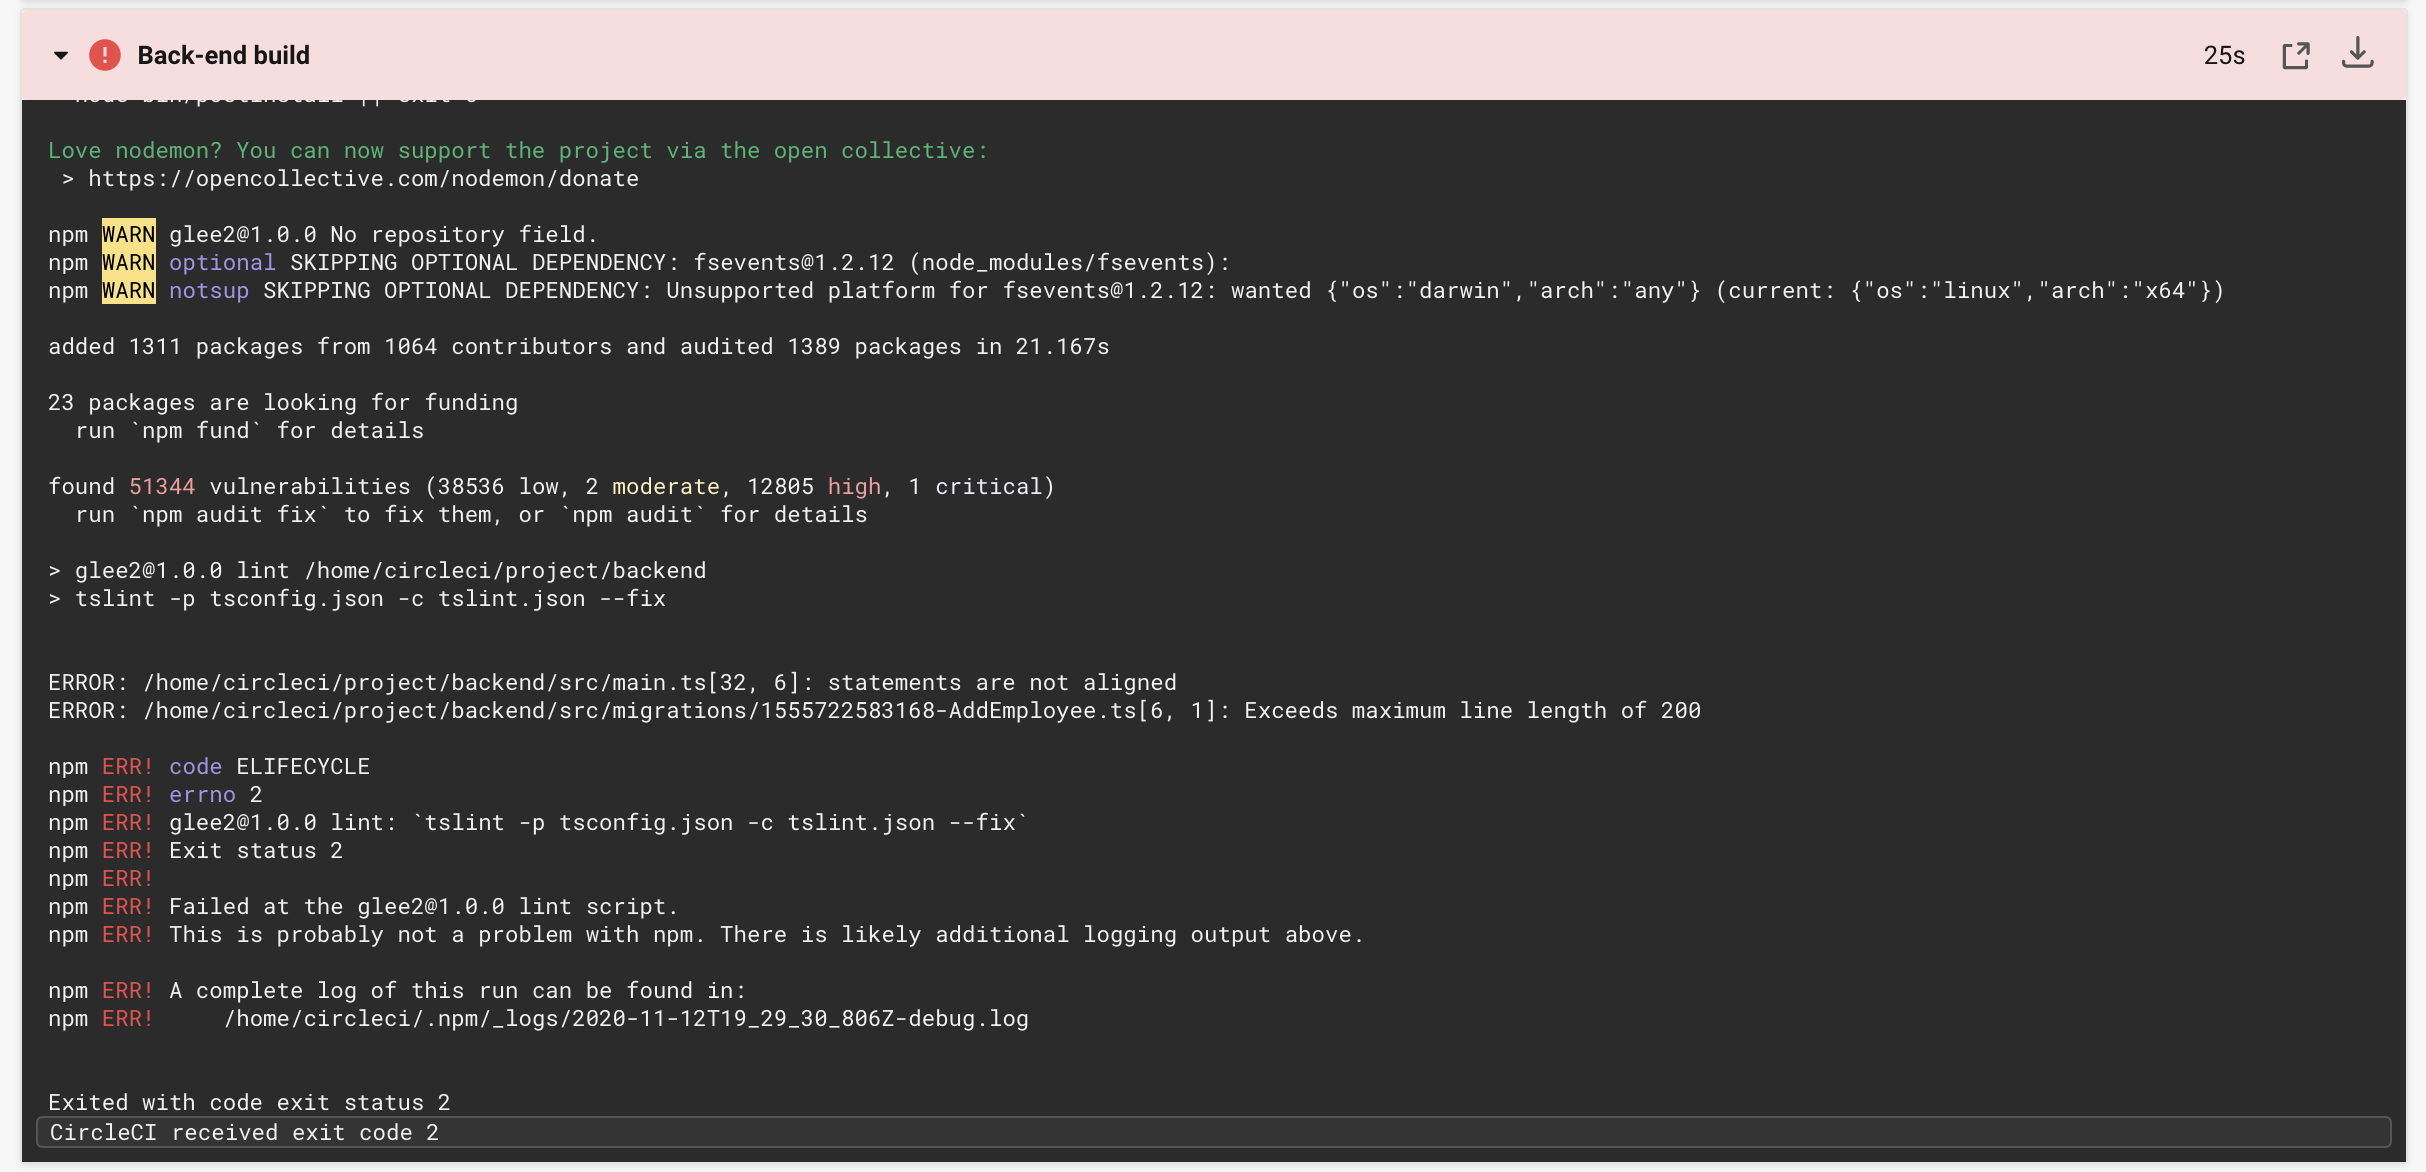 Back-end build
25s
node bin/postinstall || exit 0
Love nodemon? You can now support the project via the open collective:
> https://opencollective.com/nodemon/donate
npm WARN glee2@1.0.0 No repository field.
npm WARN optional SKIPPING OPTIONAL DEPENDENCY: fsevents@1.2.12 (node_modules/fsevents):
npm WARN notsup SKIPPING OPTIONAL DEPENDENCY: Unsupported platform for fsevents@1.2.12: wanted {"os":"darwin","arch":"any"} (current: {"os":"linux","arch":"x64"})
added 1311 packages from 1064 contributors and audited 1389 packages in 21.167s
23 packages are looking for funding
run `npm fund` for details
found 51344 vulnerabilities (38536 low, 2 moderate, 12805 high, 1 critical)
run `npm audit fix` to fix them, or `npm audit` for details
> glee2@1.0.0 lint /home/circleci/project/backend
> tslint -p tsconfig.json -c tslint.json --fix
ERROR: /home/circleci/project/backend/src/main.ts[32, 6]: statements are not aligned
ERROR: /home/circleci/project/backend/src/migrations/1555722583168-AddEmployee.ts[6, 1]: Exceeds maximum line length of 200
npm ERR! code ELIFECYCLE
npm ERR! errno 2
npm ERR! glee2@1.0.0 lint: `tslint -p tsconfig.json -c tslint.json --fix`
npm ERR! Exit status 2
npm ERR!
npm ERR! Failed at the glee2@1.0.0 lint script.
npm ERR! This is probably not a problem with npm. There is likely additional logging output above.
npm ERR! A complete log of this run can be found in:
npm ERR!     /home/circleci/.npm/_logs/2020-11-12T19_29_30_806Z-debug.log
Exited with code exit status 2
CircleCI received exit code 2